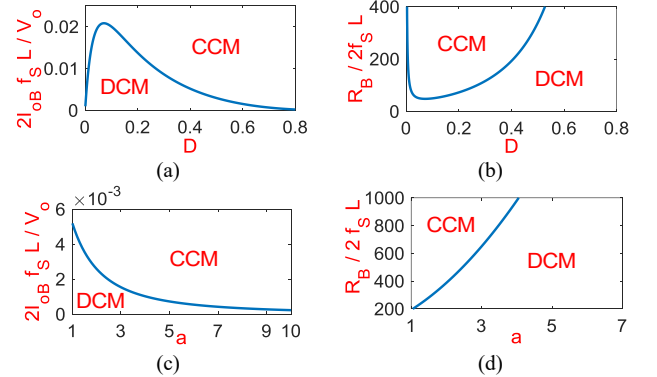 2I_oB f_S L / V_o
0.02
0.01
0
CCM
DCM
0
0.2
0.4
0.6
0.8
D
(a)
R_B / 2f_S L
400
200
0
CCM
DCM
0
0.2
0.4
0.6
0.8
D
(b)
2I_oB f_S L / V_o
×10^-3
6
4
2
0
CCM
DCM
1
3
5
7
9
10
a
(c)
R_B / 2 f_S L
1000
800
600
400
200
CCM
DCM
1
3
5
7
a
(d)